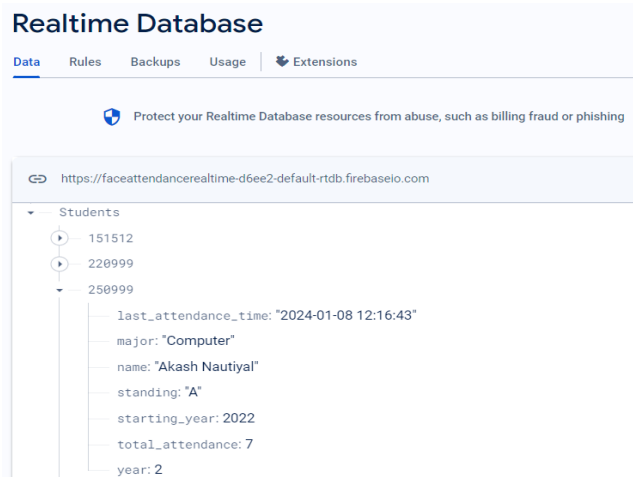 Realtime Database
Data Rules Backups Usage Extensions
Protect your Realtime Database resources from abuse, such as billing fraud or phishing
https://faceattendancerealtime-d6ee2-default-rtdb.firebaseio.com
Students
151512
220999
250999
last_attendance_time: "2024-01-08 12:16:43"
major: "Computer"
name: "Akash Nautiyal"
standing: "A"
starting_year: 2022
total_attendance: 7
year: 2